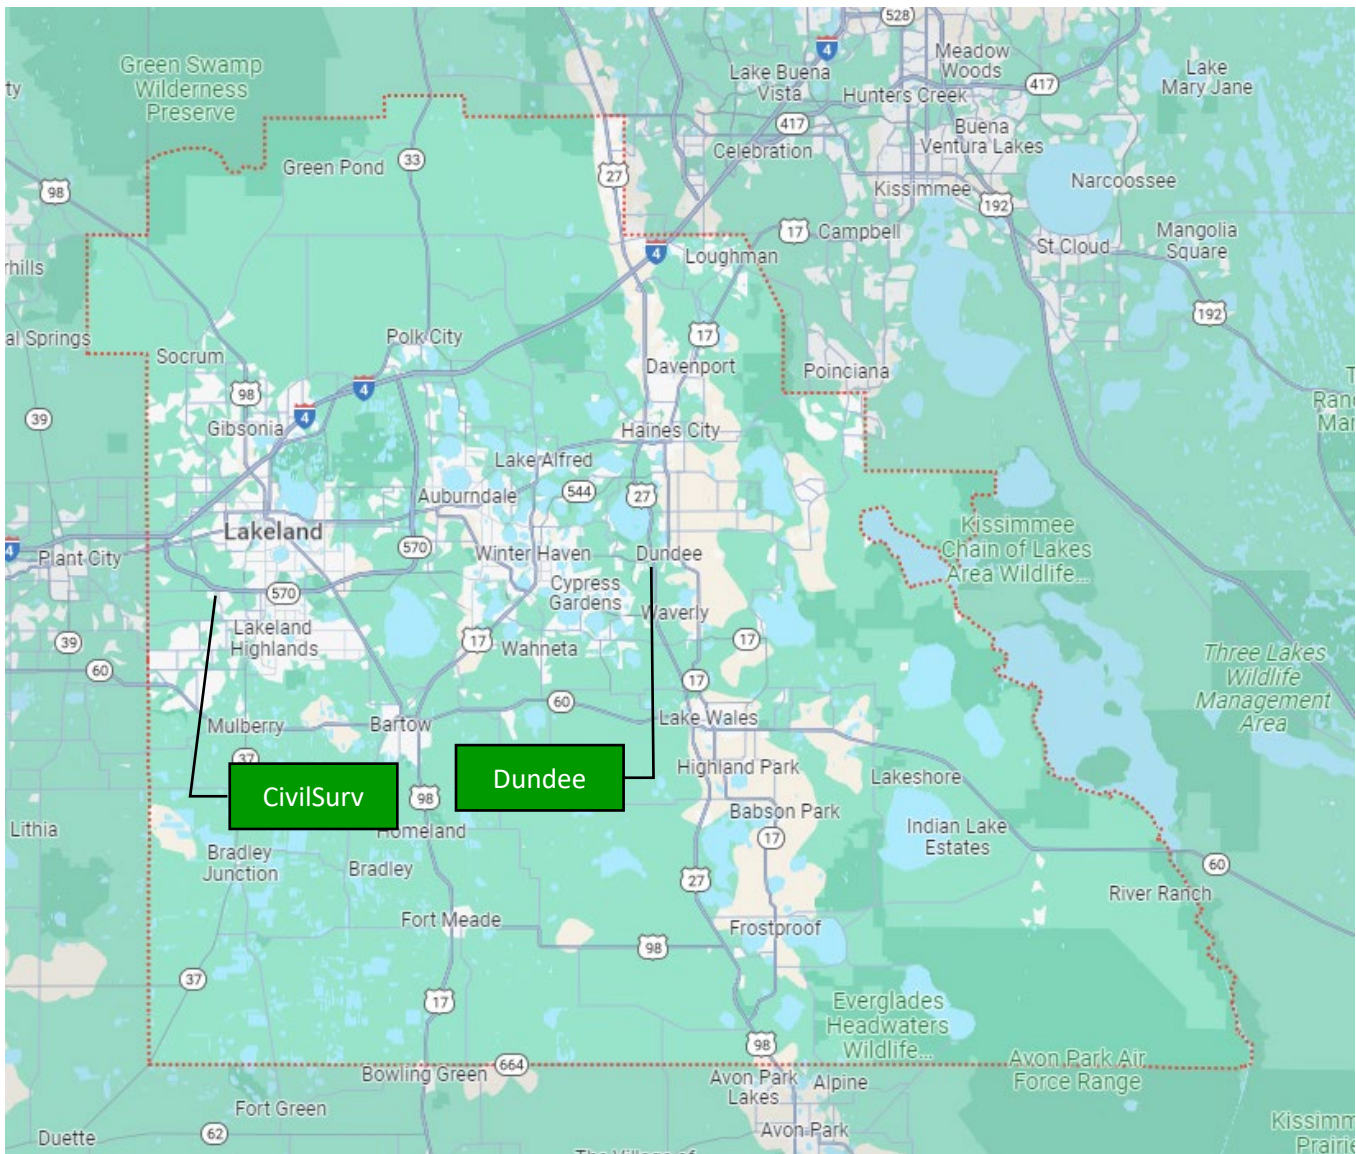 528
4
Meadow
Woods
Green Swamp
Wilderness
Preserve
Lake Buena
Vista
Lake
Mary Jane
ty
417
Hunters Creek
417
Buena
Ventura Lakes
Celebration
Green Pond
33
27
98
Kissimmee
Narcoossee
192
17
Campbell
Mangolia
Square
St Cloud
4
Loughman
rhills
192
al Springs
Polk City
17
Socrum
Davenport
Poinciana
98
4
4
39
Gibsonia
Haines City
Lake Alfred
Auburndale
544
27
Lakeland
Kissimmee
Chain of Lakes
Area Wildlife...
4
Plant City
570
Winter Haven
Dundee
Cypress
Gardens
570
Waverly
Lakeland
Highlands
39
60
17
Wahneta
17
Three Lakes
Wildlife
Management
Area
17
60
Mulberry
Bartow
Lake Wales
37
Dundee
Highland Park
Lakeshore
CivilSurv
98
Babson Park
Lithia
Homeland
17
Indian Lake
Estates
Bradley
Junction
Bradley
60
27
River Ranch
Fort Meade
Frostproof
98
37
17
Everglades
Headwaters
Wildlife...
98
Avon Park Air
Force Range
664
Bowling Green
Avon Park
Lakes
Alpine
Fort Green
62
Duette
Avon Park
Kissimm
Prairie